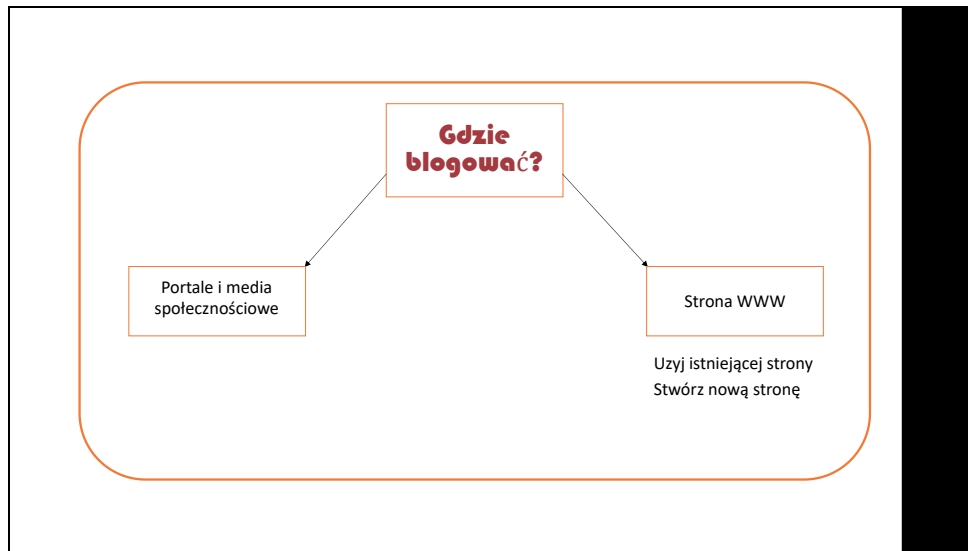 Gdzie
blogować?
Portale i media
społecznościowe
Strona WWW
Uzyj istniejącej strony
Stwórz nową stronę